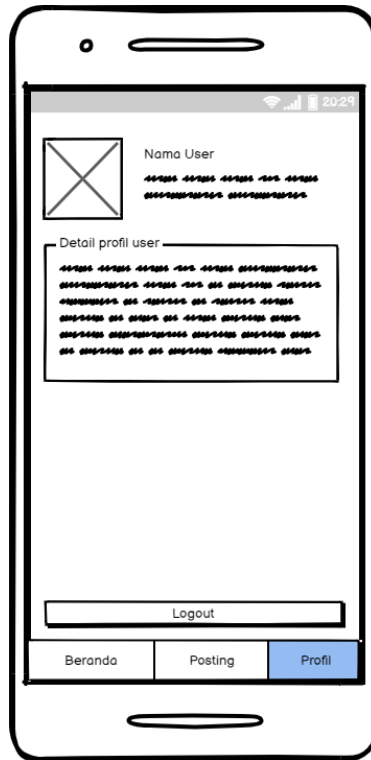 20:29
Nama User
Detail profil user
Logout
Beranda
Posting
Profil